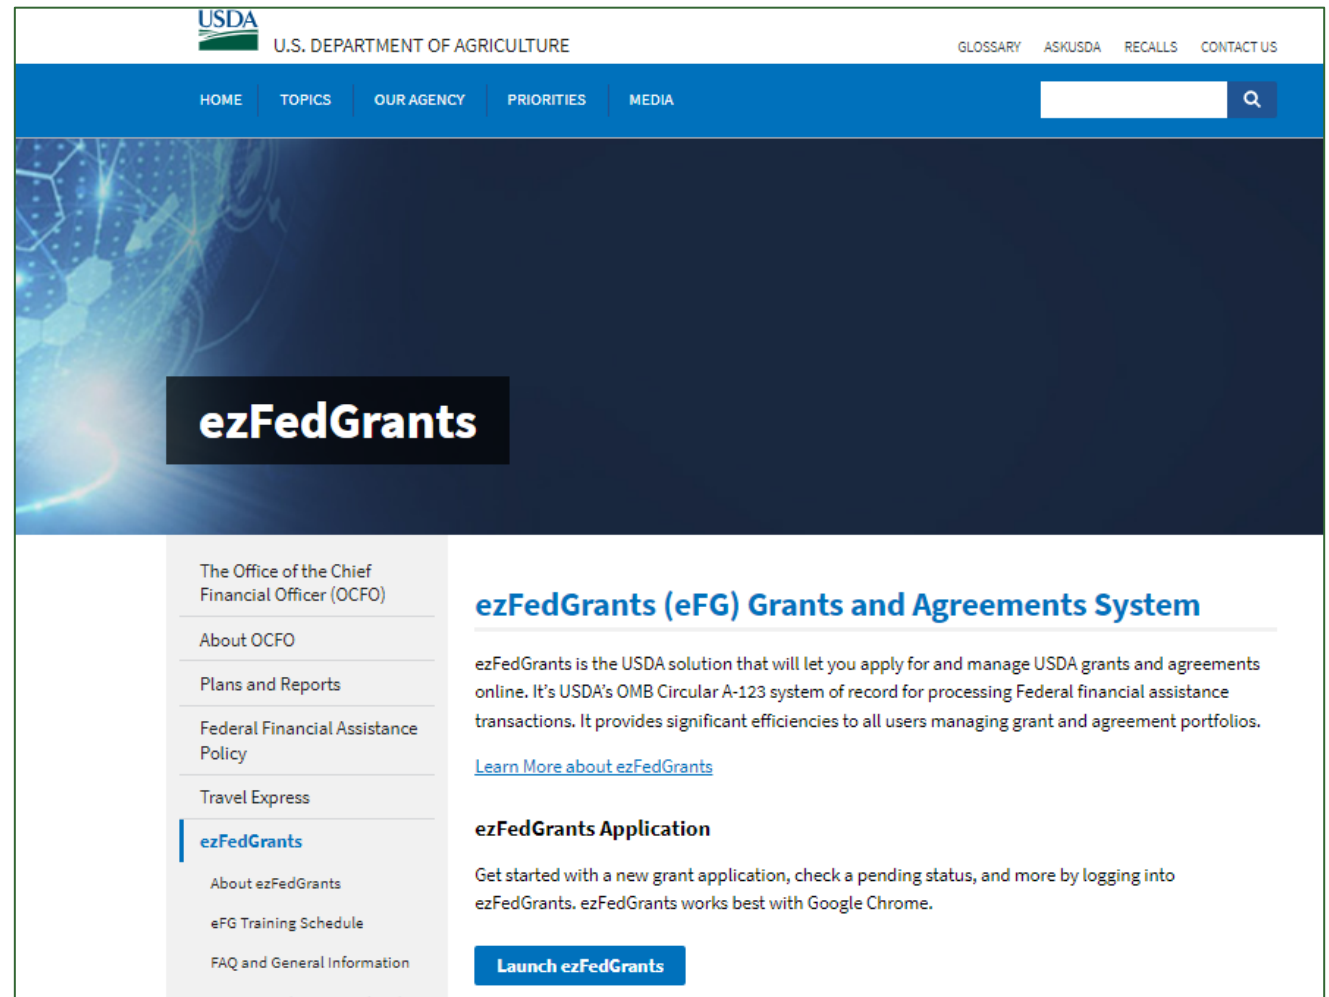 USDA
U.S. DEPARTMENT OF AGRICULTURE
GLOSSARY ASKUSDA RECALLS CONTACT US
HOME TOPICS OUR AGENCY PRIORITIES MEDIA
ezFedGrants
The Office of the Chief
Financial Officer (OCFO)
About OCFO
Plans and Reports
Federal Financial Assistance
Policy
Travel Express
ezFedGrants
About ezFedGrants
eFG Training Schedule
FAQ and General Information
ezFedGrants (eFG) Grants and Agreements System
ezFedGrants is the USDA solution that will let you apply for and manage USDA grants and agreements
online. It's USDA's OMB Circular A-123 system of record for processing Federal financial assistance
transactions. It provides significant efficiencies to all users managing grant and agreement portfolios.
Learn More about ezFedGrants
ezFedGrants Application
Get started with a new grant application, check a pending status, and more by logging into
ezFedGrants. ezFedGrants works best with Google Chrome.
Launch ezFedGrants